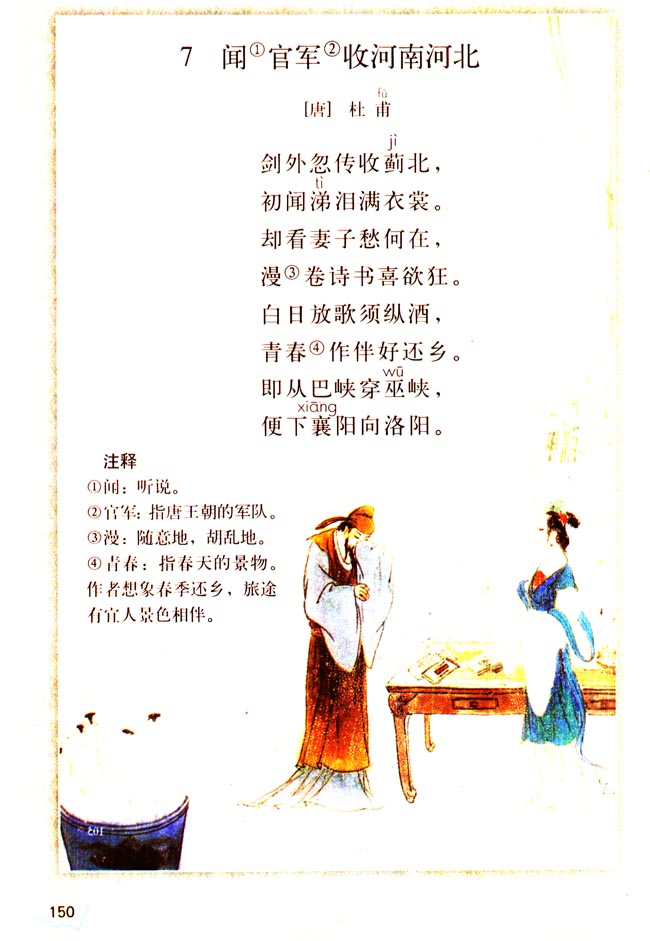 7 闻①官军②收河南河北
fǔ
［唐］ 杜 甫
jì
剑外忽传收蓟北，
tì
初闻涕泪满衣裳。
却看妻子愁何在，
漫③卷诗书喜欲狂。
白日放歌须纵酒，
青春④作伴好还乡。
wū
即从巴峡穿巫峡，
xiāng
便下襄阳向洛阳。
注释
①闻：听说。
②官军：指唐王朝的军队。
③漫：随意地，胡乱地。
④青春：指春天的景物。
作者想象春季还乡，旅途
有宜人景色相伴。
150